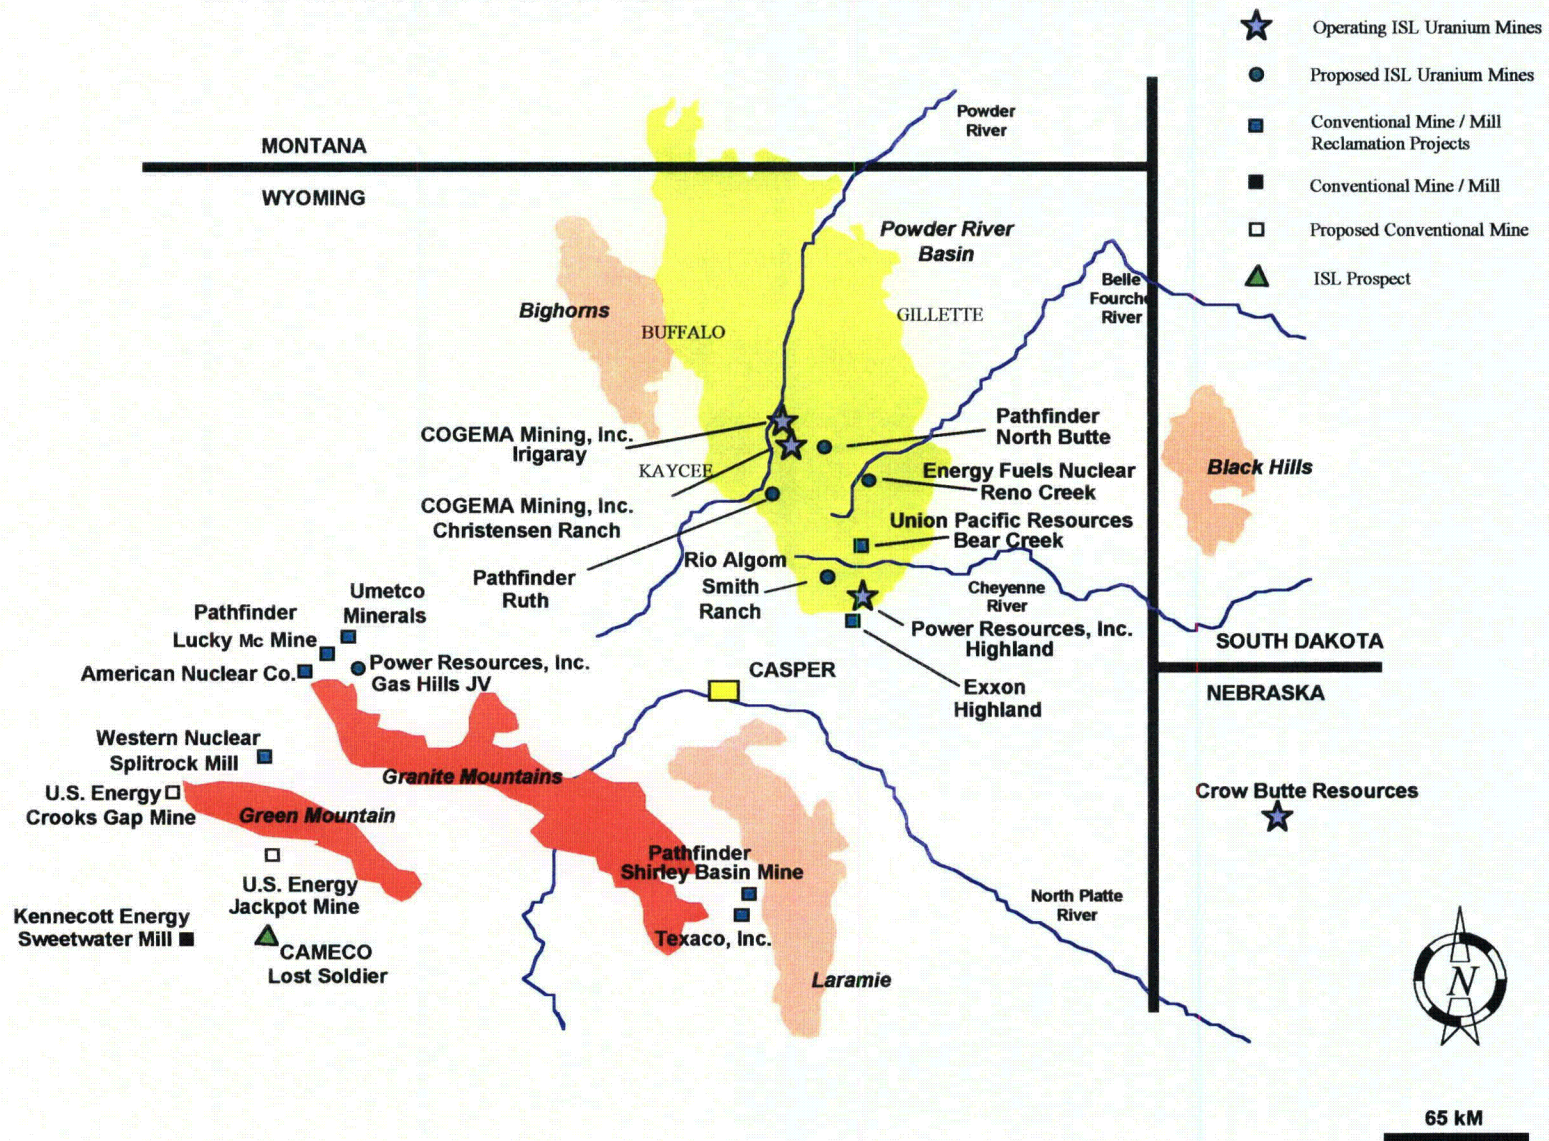 Operating ISL Uranium Mines
Proposed ISL Uranium Mines
Conventional Mine / Mill
Reclamation Projects
Conventional Mine / Mill
Proposed Conventional Mine
ISL Prospect
Powder
River
MONTANA
WYOMING
Powder River
Basin
Belle
Fourche
River
Bighorns
BUFFALO
GILLETTE
COGEMA Mining, Inc.
Irigaray
KAYCEE
Pathfinder
North Butte
Black Hills
Energy Fuels Nuclear
Reno Creek
COGEMA Mining, Inc.
Christensen Ranch
Union Pacific Resources
Bear Creek
Rio Algom
Smith
Ranch
Pathfinder
Ruth
Cheyenne
River
Umetco
Minerals
Pathfinder
Lucky Mc Mine
American Nuclear Co.
Power Resources, Inc.
Gas Hills JV
Power Resources, Inc.
Highland
SOUTH DAKOTA
NEBRASKA
CASPER
Exxon
Highland
Western Nuclear
Splitrock Mill
Granite Mountains
U.S. Energy
Crooks Gap Mine
Green Mountain
Crow Butte Resources
Pathfinder
Shirley Basin Mine
U.S. Energy
Jackpot Mine
North Platte
River
Kennecott Energy
Sweetwater Mill
CAMECO
Lost Soldier
Texaco, Inc.
Laramie
N
65 kM